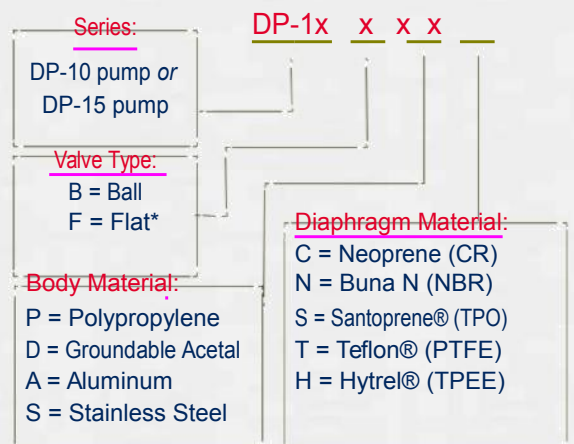 DP-1x x x x
Series:
DP-10 pump or
DP-15 pump
Valve Type:
B = Ball
F = Flat*
Body Material:
P = Polypropylene
D = Groundable Acetal
A = Aluminum
S = Stainless Steel
Diaphragm Material:
C = Neoprene (CR)
N = Buna N (NBR)
S = Santoprene® (TPO)
T = Teflon® (PTFE)
H = Hytrel® (TPEE)